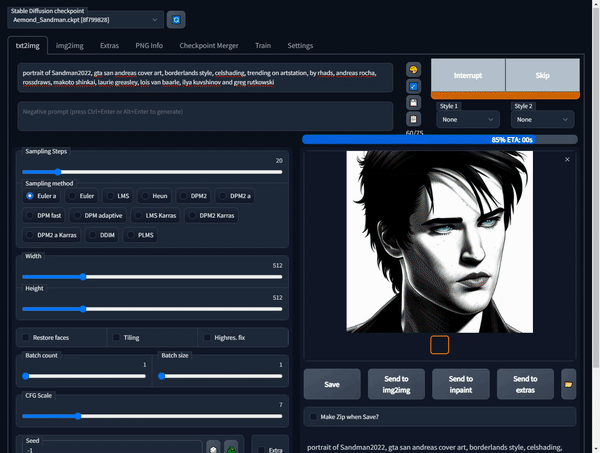 Stable Diffusion checkpoint
Aemond_Sandman.ckpt [8f799828]
txt2img
img2img
Extras
PNG Info
Checkpoint Merger
Train
Settings
portrait of Sandman2022, gta san andreas cover art, borderlands style, celshading, trending on artstation, by rhads, andreas rocha,
rossdraws, makoto shinkai, laurie greasley, lois van baarle, ilya kuvshinov and greg rutkowski
Negative prompt (press Ctrl+Enter or Alt+Enter to generate)
60/75
Interrupt
Skip
Style 1
Style 2
None
None
85% ETA: 00s
Sampling Steps
20
Sampling method
Euler a
Euler
LMS
Heun
DPM2
DPM2 a
DPM fast
DPM adaptive
LMS Karras
DPM2 Karras
DPM2 a Karras
DDIM
PLMS
Width
512
Height
512
Restore faces
Tiling
Highres. fix
Batch count
1
Batch size
1
CFG Scale
7
Seed
-1
Extra
Save
Send to
img2img
Send to
inpaint
Send to
extras
Make Zip when Save?
portrait of Sandman2022, gta san andreas cover art, borderlands style, celshading,